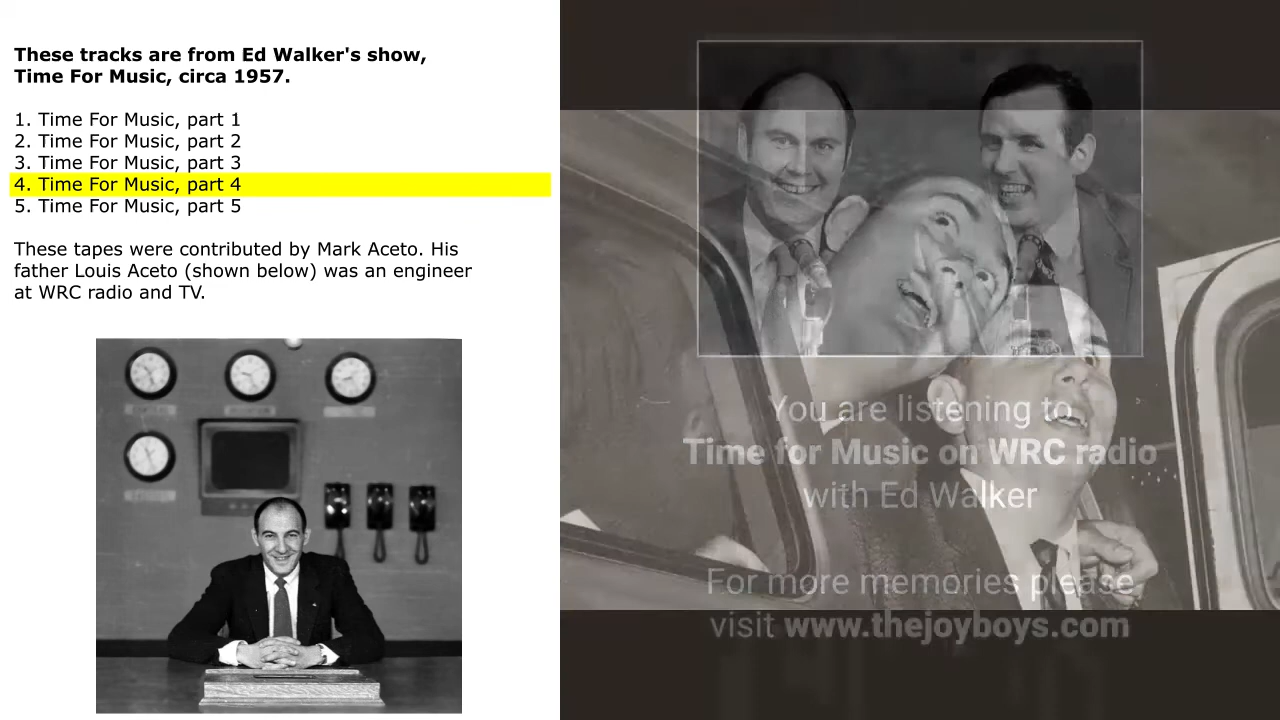 These tracks are from Ed Walker's show,
Time For Music, circa 1957.
1. Time For Music, part 1
2. Time For Music, part 2
3. Time For Music, part 3
4. Time For Music, part 4
5. Time For Music, part 5
These tapes were contributed by Mark Aceto. His
father Louis Aceto (shown below) was an engineer
at WRC radio and TV.
You are listening to
Time for Music on WRC radio
with Ed Walker
For more memories please
visit www.thejoyboys.com